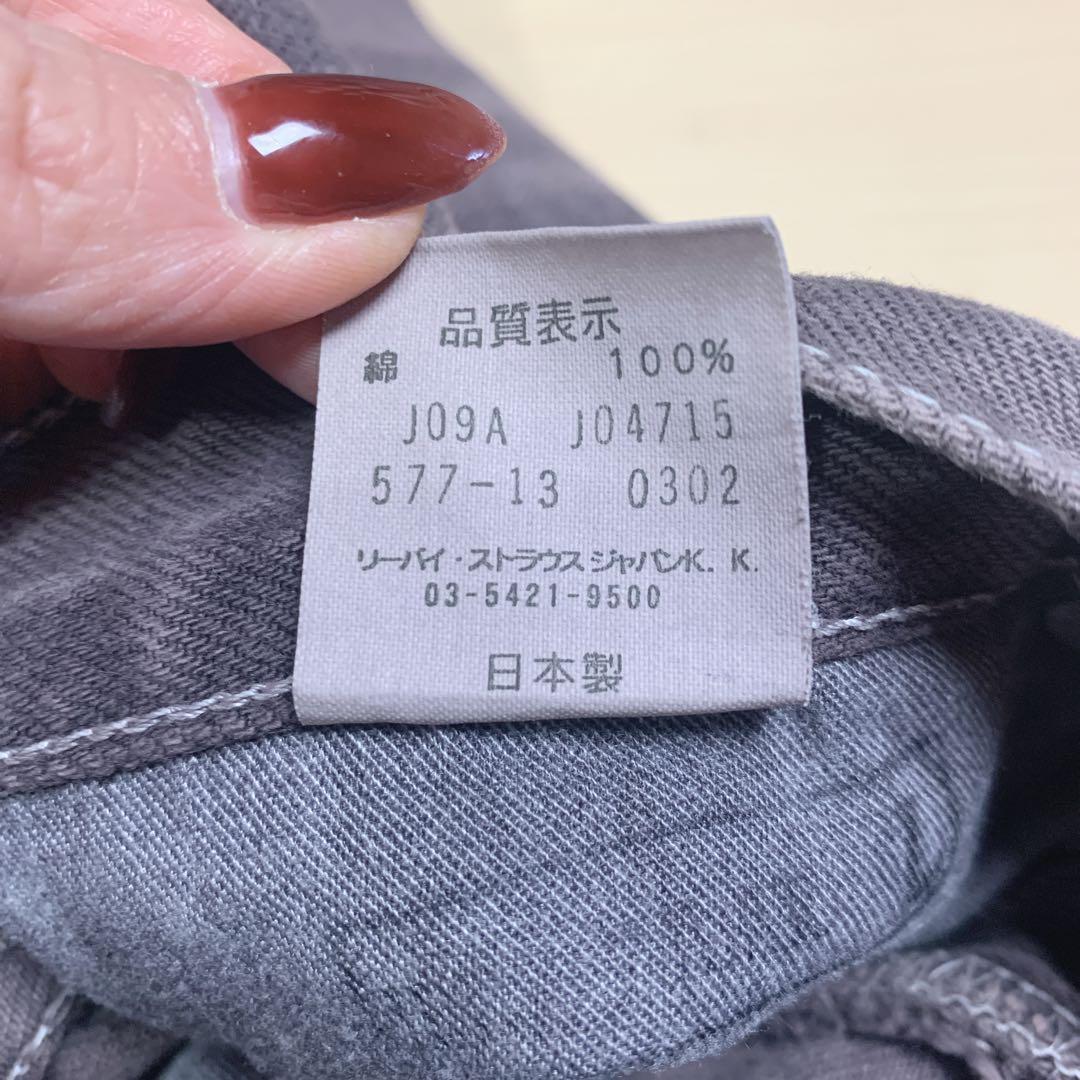 品質表示
綿 100%
J09A J04715
577-13 0302
リーバイ・ストラウスジャパンK. K.
03-5421-9500
日本製